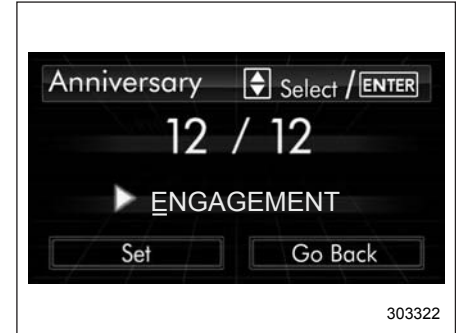 Anniversary Select / ENTER
12 / 12
ENGAGEMENT
Set Go Back
303322